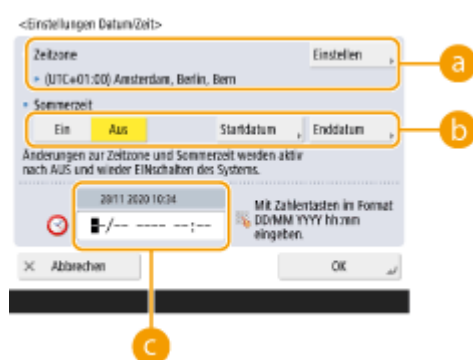 <Einstellungen Datum/Zeit>
Zeitzone
Einstellen
a
(UTC+01:00) Amsterdam, Berlin, Bern
Sommerzeit
Ein
Aus
Startdatum
Enddatum
b
Änderungen zur Zeitzone und Sommerzeit werden aktiv
nach AUS und wieder EINschalten des Systems.
28/11 2020 10:34
-/-- ---- --:--
Mit Zahlentasten im Format
DD/MM YYYY hh:mm
eingeben.
× Abbrechen
OK
c